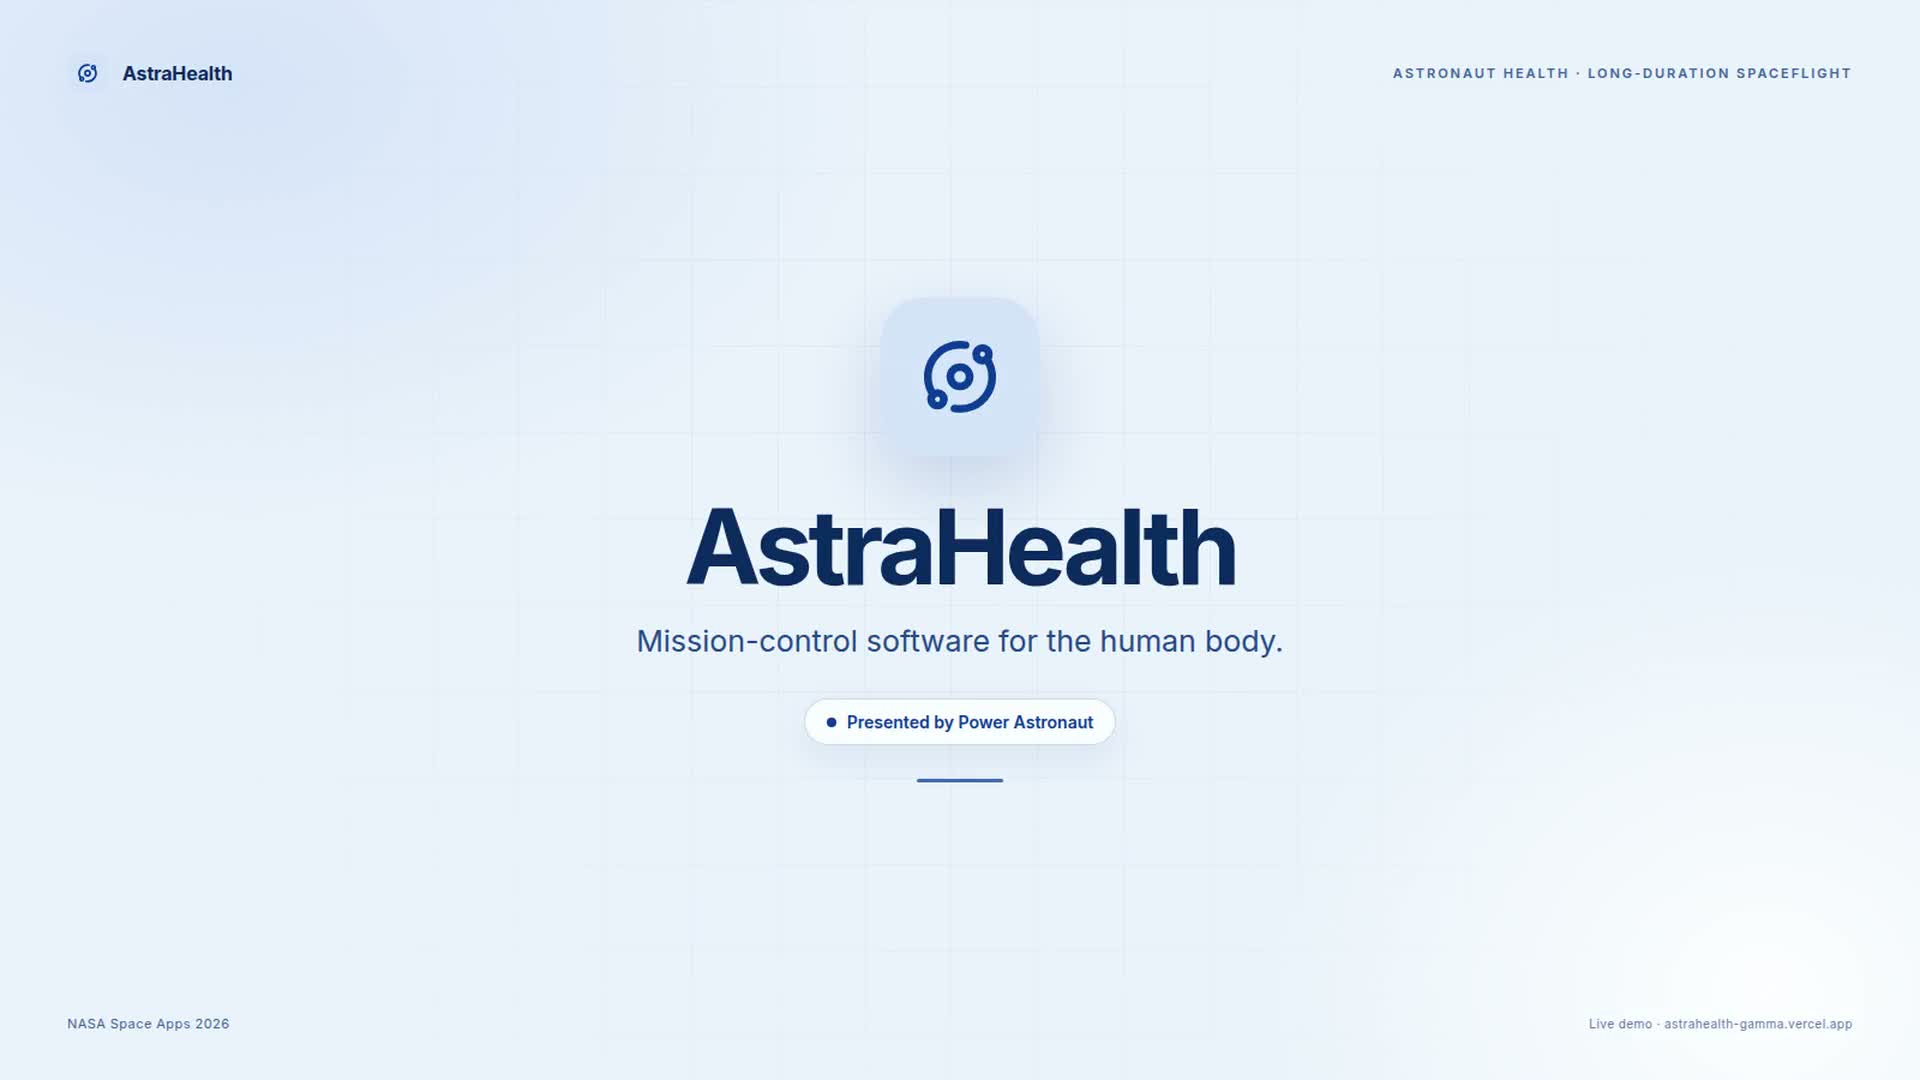 AstraHealth
ASTRONAUT HEALTH · LONG-DURATION SPACEFLIGHT
AstraHealth
Mission-control software for the human body.
Presented by Power Astronaut
NASA Space Apps 2026
Live demo · astrahealth-gamma.vercel.app